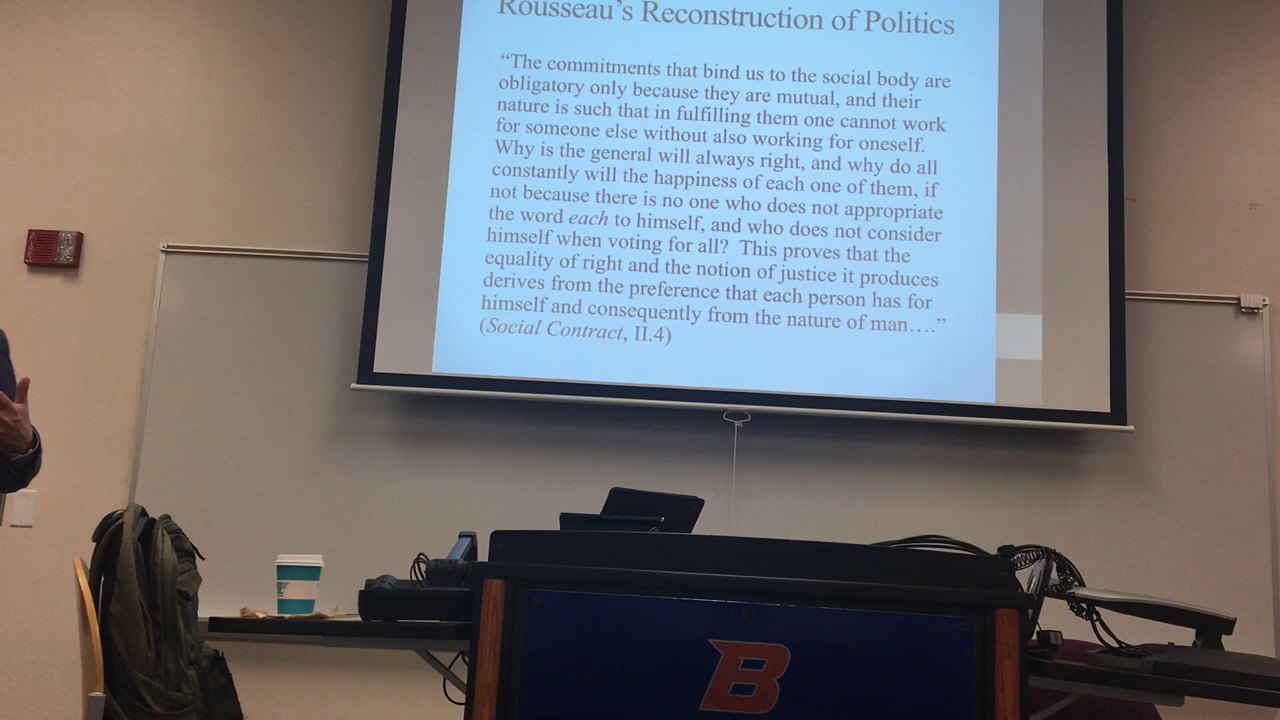 Rousseau's Reconstruction of Politics
“The commitments that bind us to the social body are
obligatory only because they are mutual, and their
nature is such that in fulfilling them one cannot work
for someone else without also working for oneself.
Why is the general will always right, and why do all
constantly will the happiness of each one of them, if
not because there is no one who does not appropriate
the word each to himself, and who does not consider
himself when voting for all? This proves that the
equality of right and the notion of justice it produces
derives from the preference that each person has for
himself and consequently from the nature of man….”
(Social Contract, II.4)
B